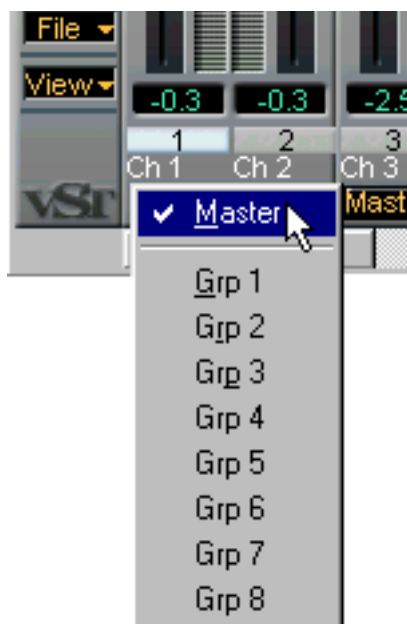 File
View
-0.3 -0.3 -2.5
1 2 3
Ch 1 Ch 2 Ch 3
VST
Master Mast
Grp 1
Grp 2
Grp 3
Grp 4
Grp 5
Grp 6
Grp 7
Grp 8